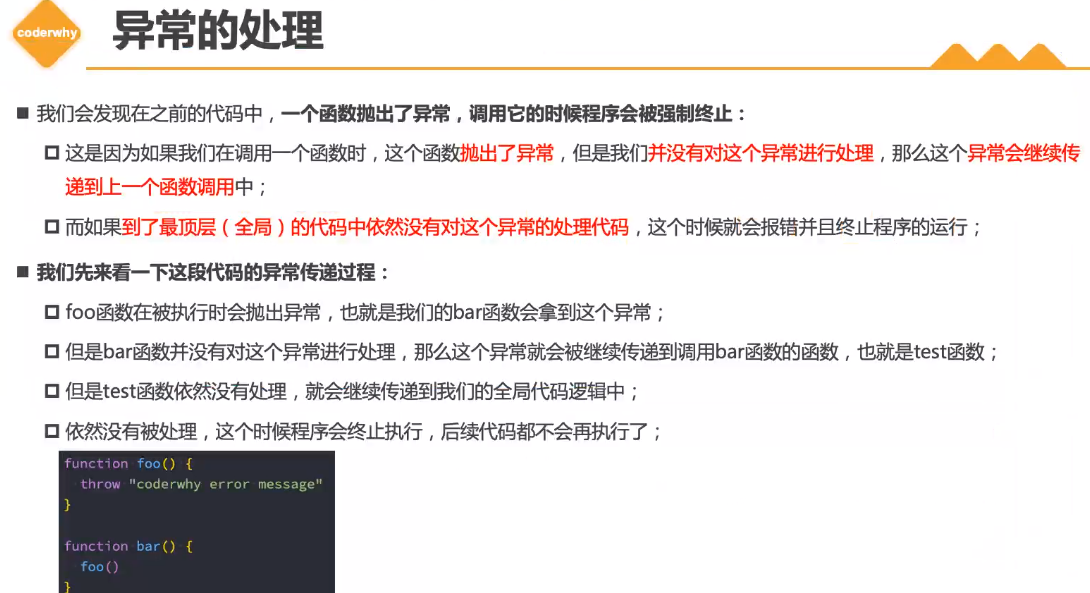 coderwhy
异常的处理
我们会发现在之前的代码中，一个函数抛出了异常，调用它的时候程序会被强制终止：
这是因为如果我们在调用一个函数时，这个函数抛出了异常，但是我们并没有对这个异常进行处理，那么这个异常会继续传
递到上一个函数调用中；
而如果到了最顶层（全局）的代码中依然没有对这个异常的处理代码，这个时候就会报错并且终止程序的运行；
我们先来看一下这段代码的异常传递过程：
foo函数在被执行时会抛出异常，也就是我们的bar函数会拿到这个异常；
但是bar函数并没有对这个异常进行处理，那么这个异常就会被继续传递到调用bar函数的函数，也就是test函数；
但是test函数依然没有处理，就会继续传递到我们的全局代码逻辑中；
依然没有被处理，这个时候程序会终止执行，后续代码都不会再执行了；
function foo() {
  throw "coderwhy error message"
}
function bar() {
  foo()
}